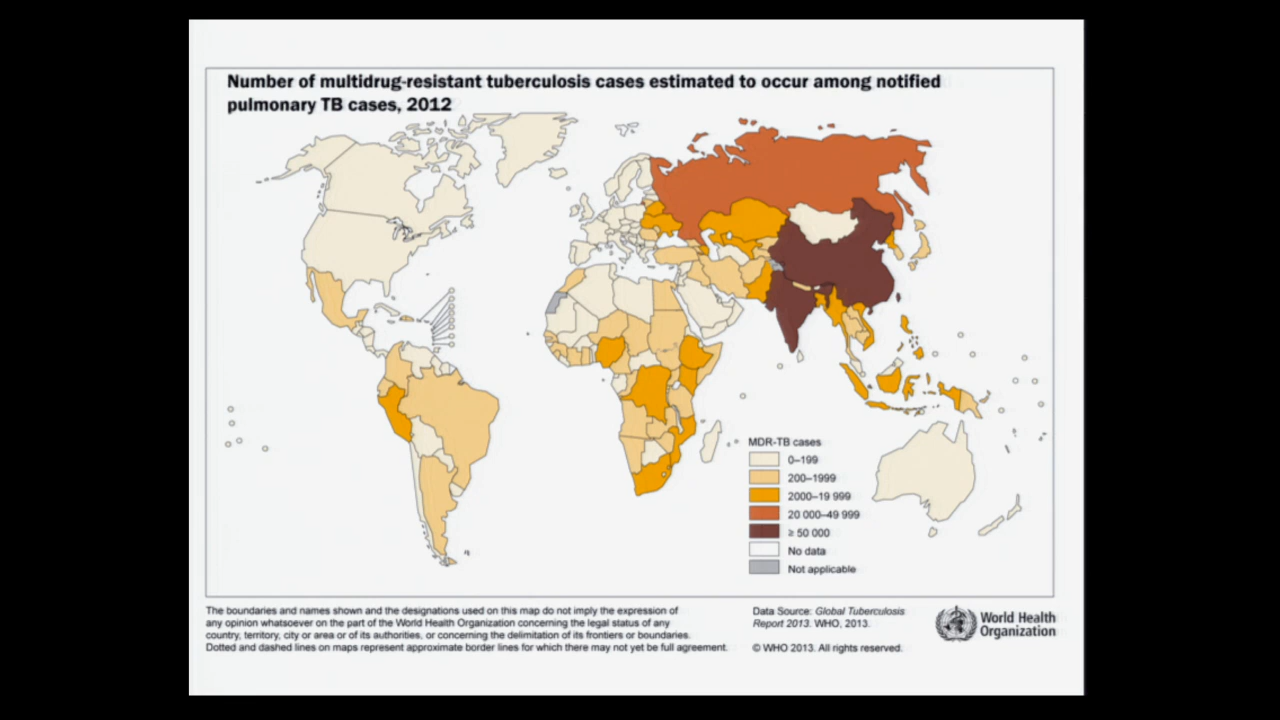 Number of multidrug-resistant tuberculosis cases estimated to occur among notified
pulmonary TB cases, 2012
MDR-TB cases
0–199
200–1999
2000–19 999
20 000–49 999
≥ 50 000
No data
Not applicable
The boundaries and names shown and the designations used on this map do not imply the expression of
any opinion whatsoever on the part of the World Health Organization concerning the legal status of any
country, territory, city or area or of its authorities, or concerning the delimitation of its frontiers or boundaries.
Dotted and dashed lines on maps represent approximate border lines for which there may not yet be full agreement.
Data Source: Global Tuberculosis
Report 2013. WHO, 2013.
© WHO 2013. All rights reserved.
World Health
Organization